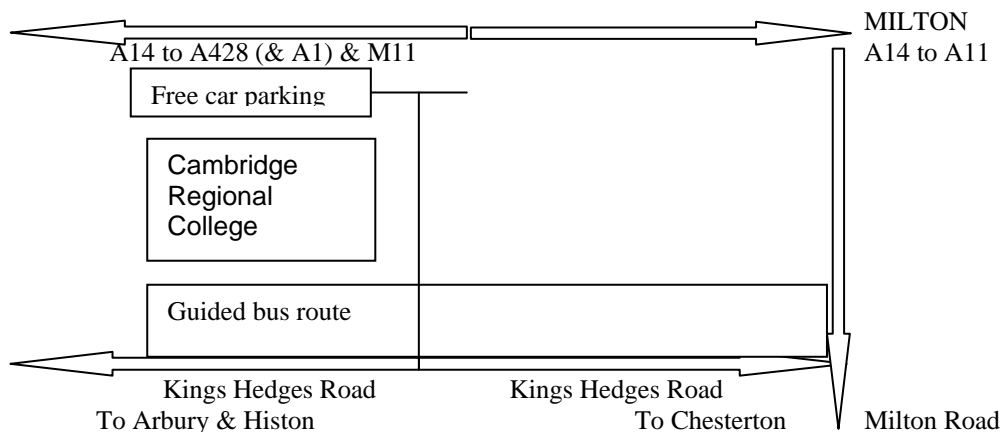 MILTON
A14 to A428 (& A1) & M11
A14 to A11
Free car parking
Cambridge
Regional
College
Guided bus route
Kings Hedges Road
Kings Hedges Road
To Arbury & Histon
To Chesterton
Milton Road